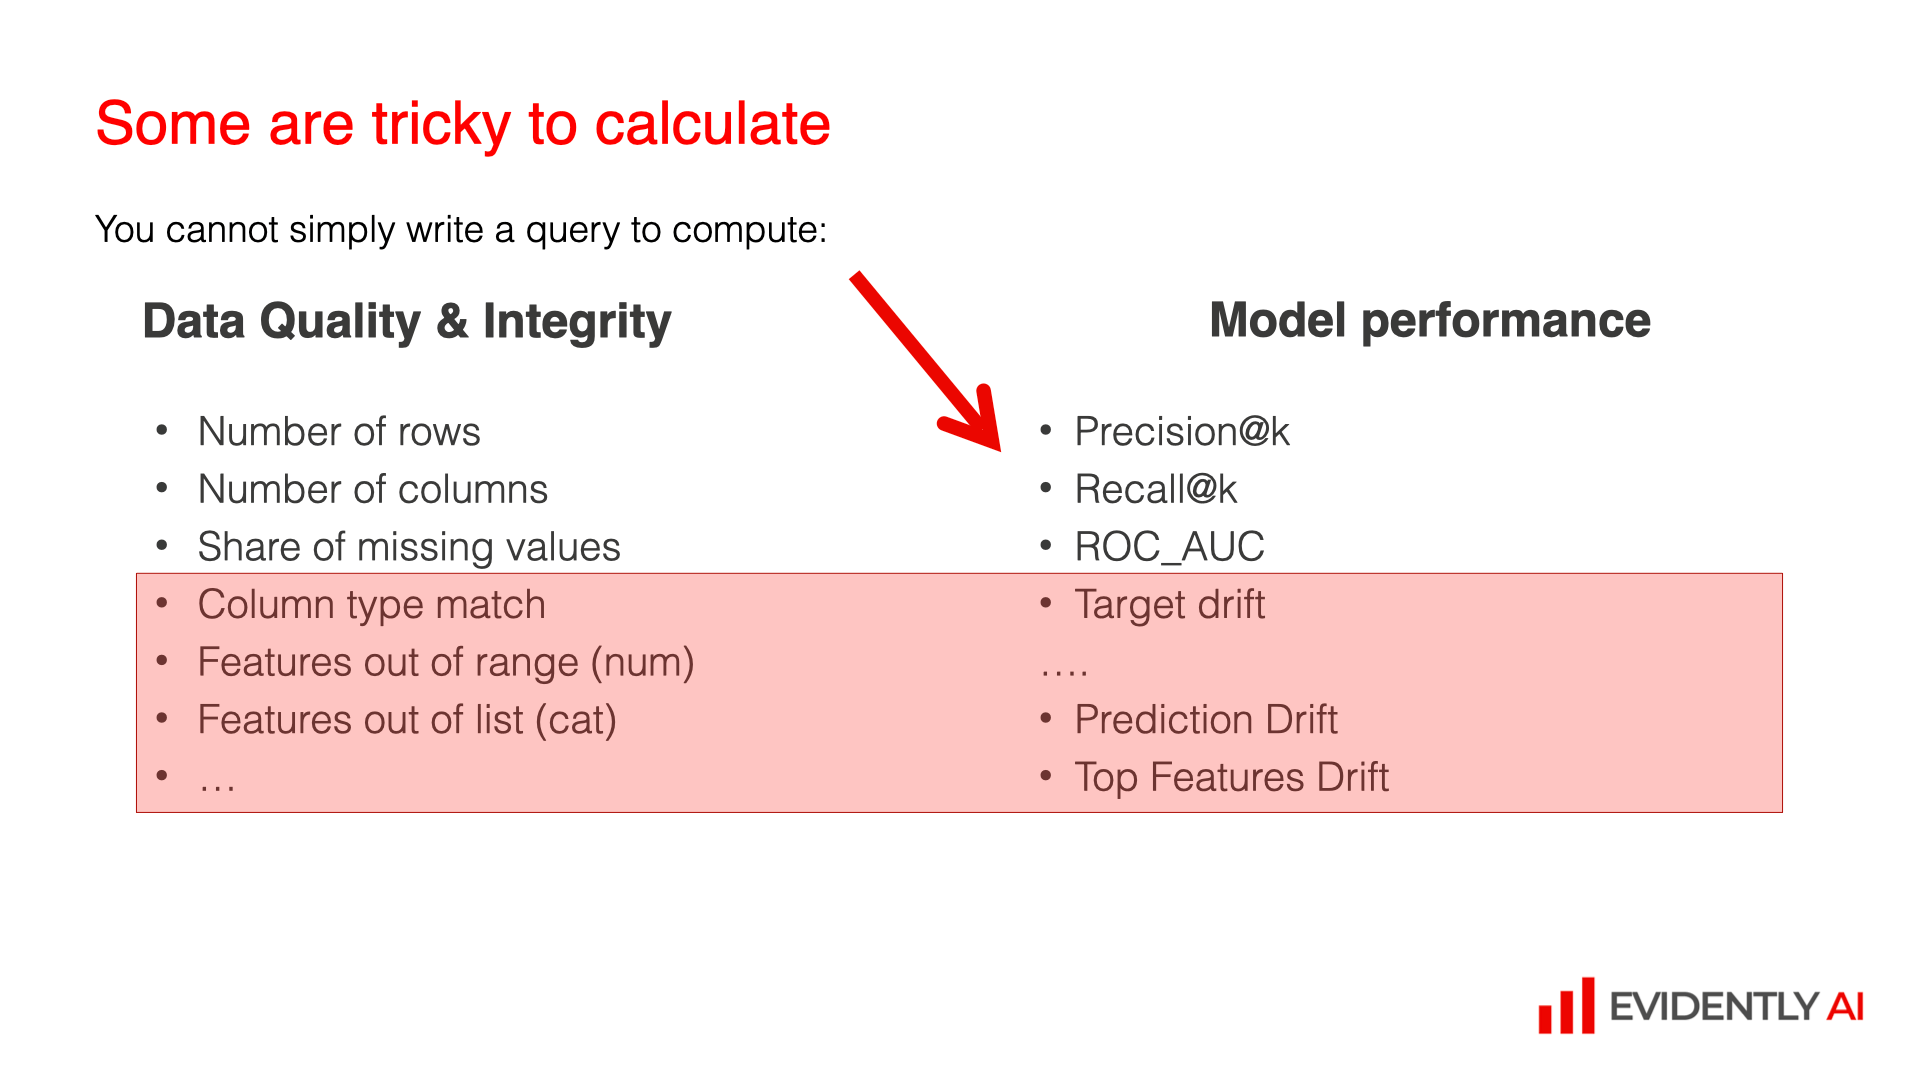 Some are tricky to calculate
You cannot simply write a query to compute:
Data Quality & Integrity
• Number of rows
• Number of columns
• Share of missing values
• Column type match
• Features out of range (num)
• Features out of list (cat)
• …
Model performance
• Precision@k
• Recall@k
• ROC_AUC
• Target drift
….
• Prediction Drift
• Top Features Drift
EVIDENTLY AI